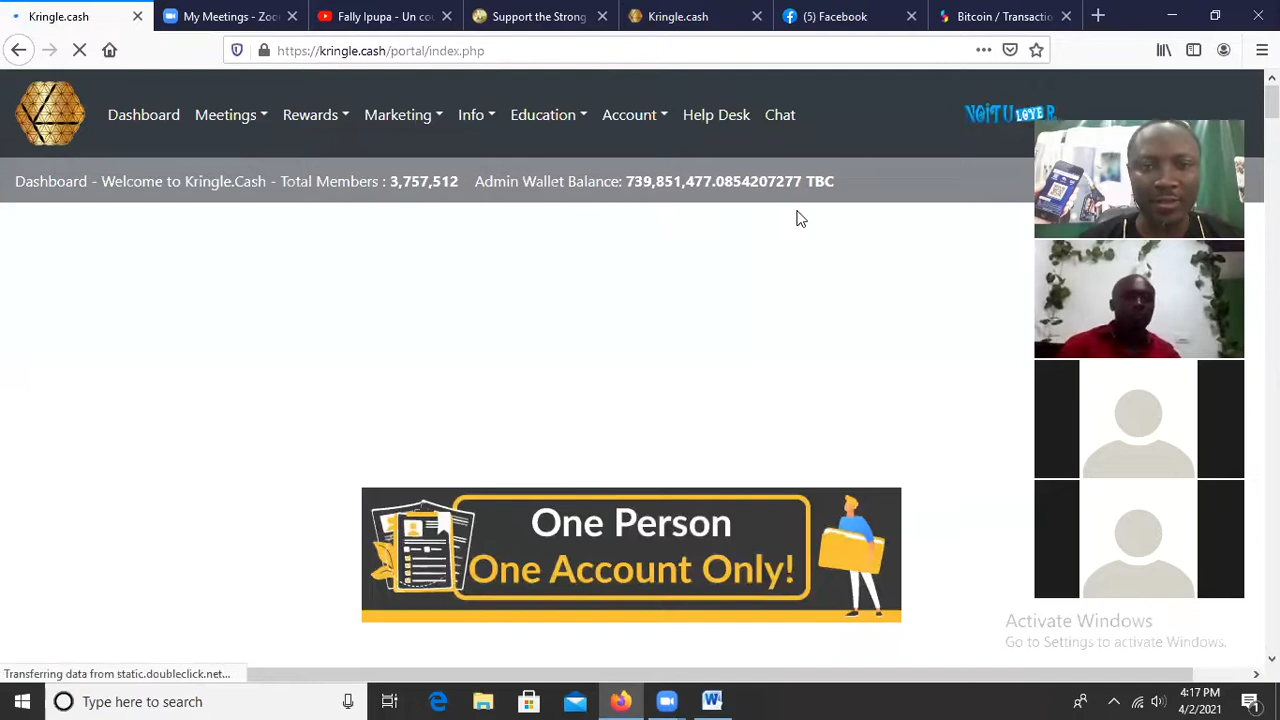 Kringle.cash
My Meetings - Zoo
Fally Ipupa - Un cou
Support the Strong
Kringle.cash
(5) Facebook
Bitcoin / Transactio
https://kringle.cash/portal/index.php
Dashboard Meetings Rewards Marketing Info Education Account Help Desk Chat
Dashboard - Welcome to Kringle.Cash - Total Members : 3,757,512 Admin Wallet Balance: 739,851,477.0854207277 TBC
One Person
One Account Only!
Activate Windows
Go to Settings to activate Windows.
Transferring data from static.doubleclick.net...
Type here to search
4:17 PM
4/2/2021